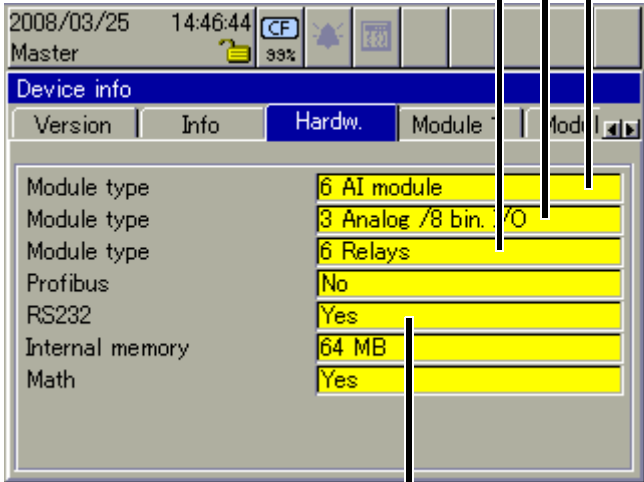 2008/03/25 14:46:44 CF
Master 99%
Device info
Version Info Hardw. Module Modul
Module type 6 AI module
Module type 3 Analog /8 bin. I/O
Module type 6 Relays
Profibus No
RS232 Yes
Internal memory 64 MB
Math Yes